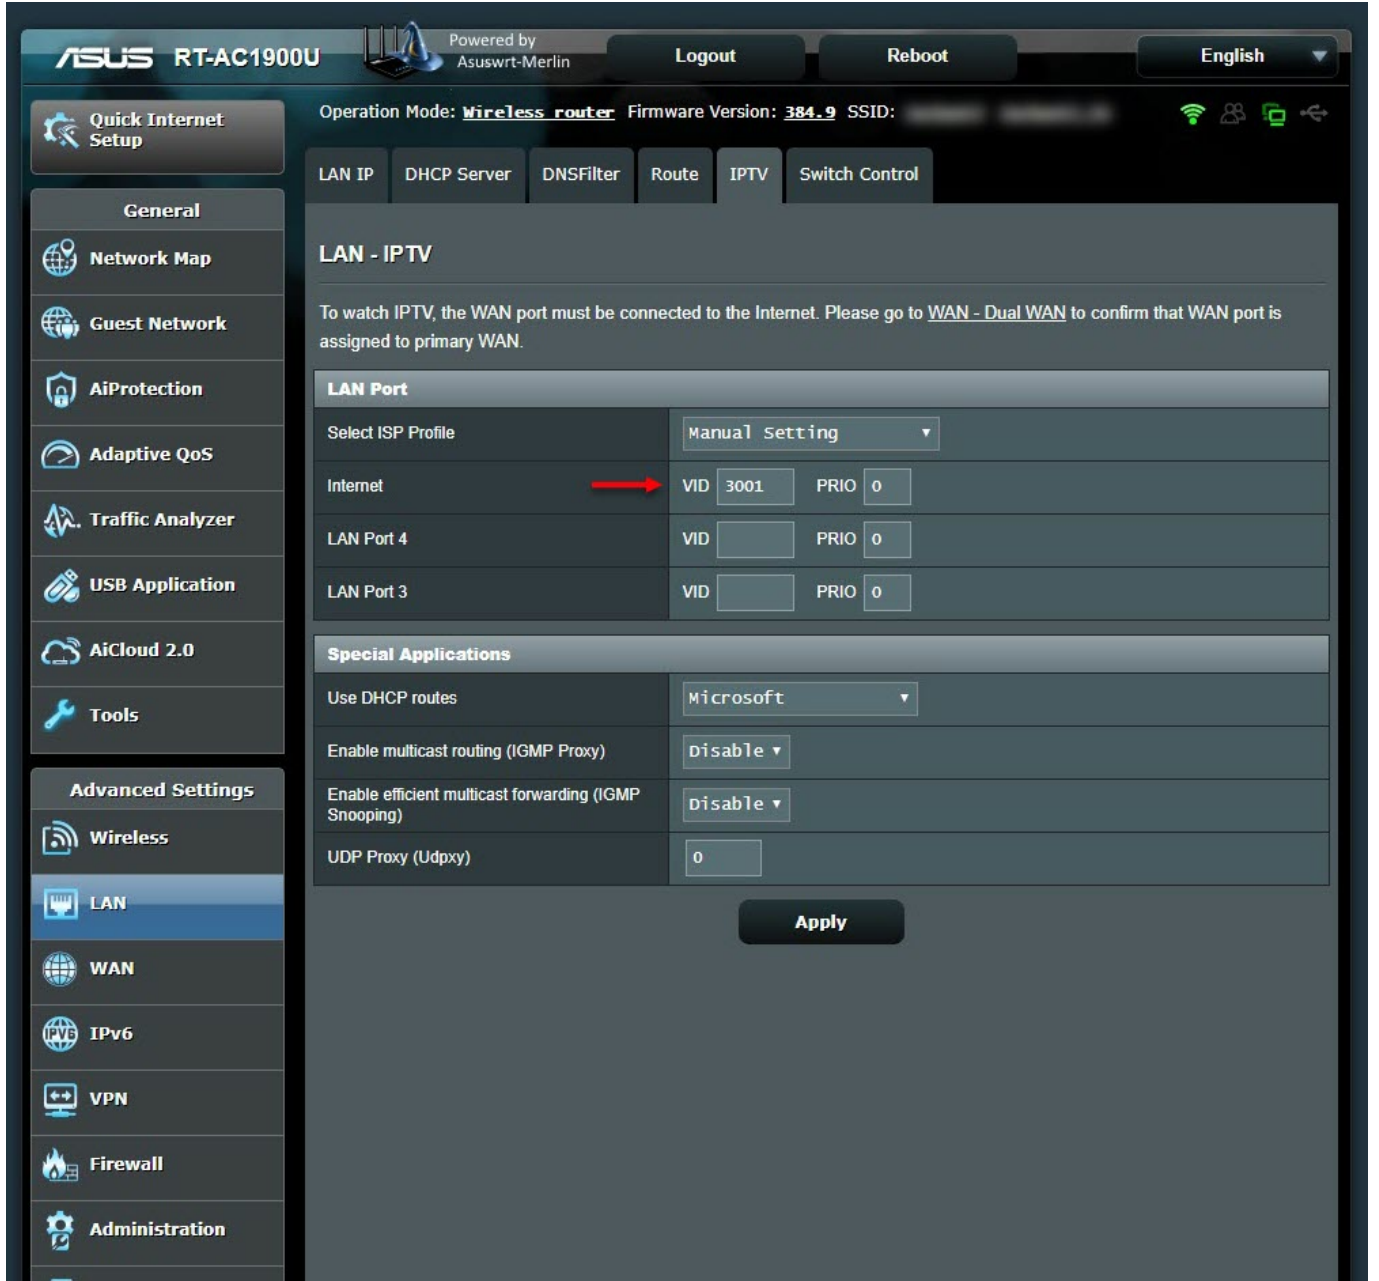 ASUS RT-AC1900U
Powered by
Asuswrt-Merlin
Logout
Reboot
English
Quick Internet
Setup
Operation Mode: Wireless router Firmware Version: 384.9 SSID:
LAN IP DHCP Server DNSFilter Route IPTV Switch Control
General
Network Map
Guest Network
AiProtection
Adaptive QoS
Traffic Analyzer
USB Application
AiCloud 2.0
Tools
Advanced Settings
Wireless
LAN
WAN
IPV6 IPv6
VPN
Firewall
Administration
LAN - IPTV
To watch IPTV, the WAN port must be connected to the Internet. Please go to WAN - Dual WAN to confirm that WAN port is
assigned to primary WAN.
LAN Port
Select ISP Profile Manual Setting
Internet VID 3001 PRIO 0
LAN Port 4 VID PRIO 0
LAN Port 3 VID PRIO 0
Special Applications
Use DHCP routes Microsoft
Enable multicast routing (IGMP Proxy) Disable
Enable efficient multicast forwarding (IGMP
Snooping) Disable
UDP Proxy (Udpxy) 0
Apply